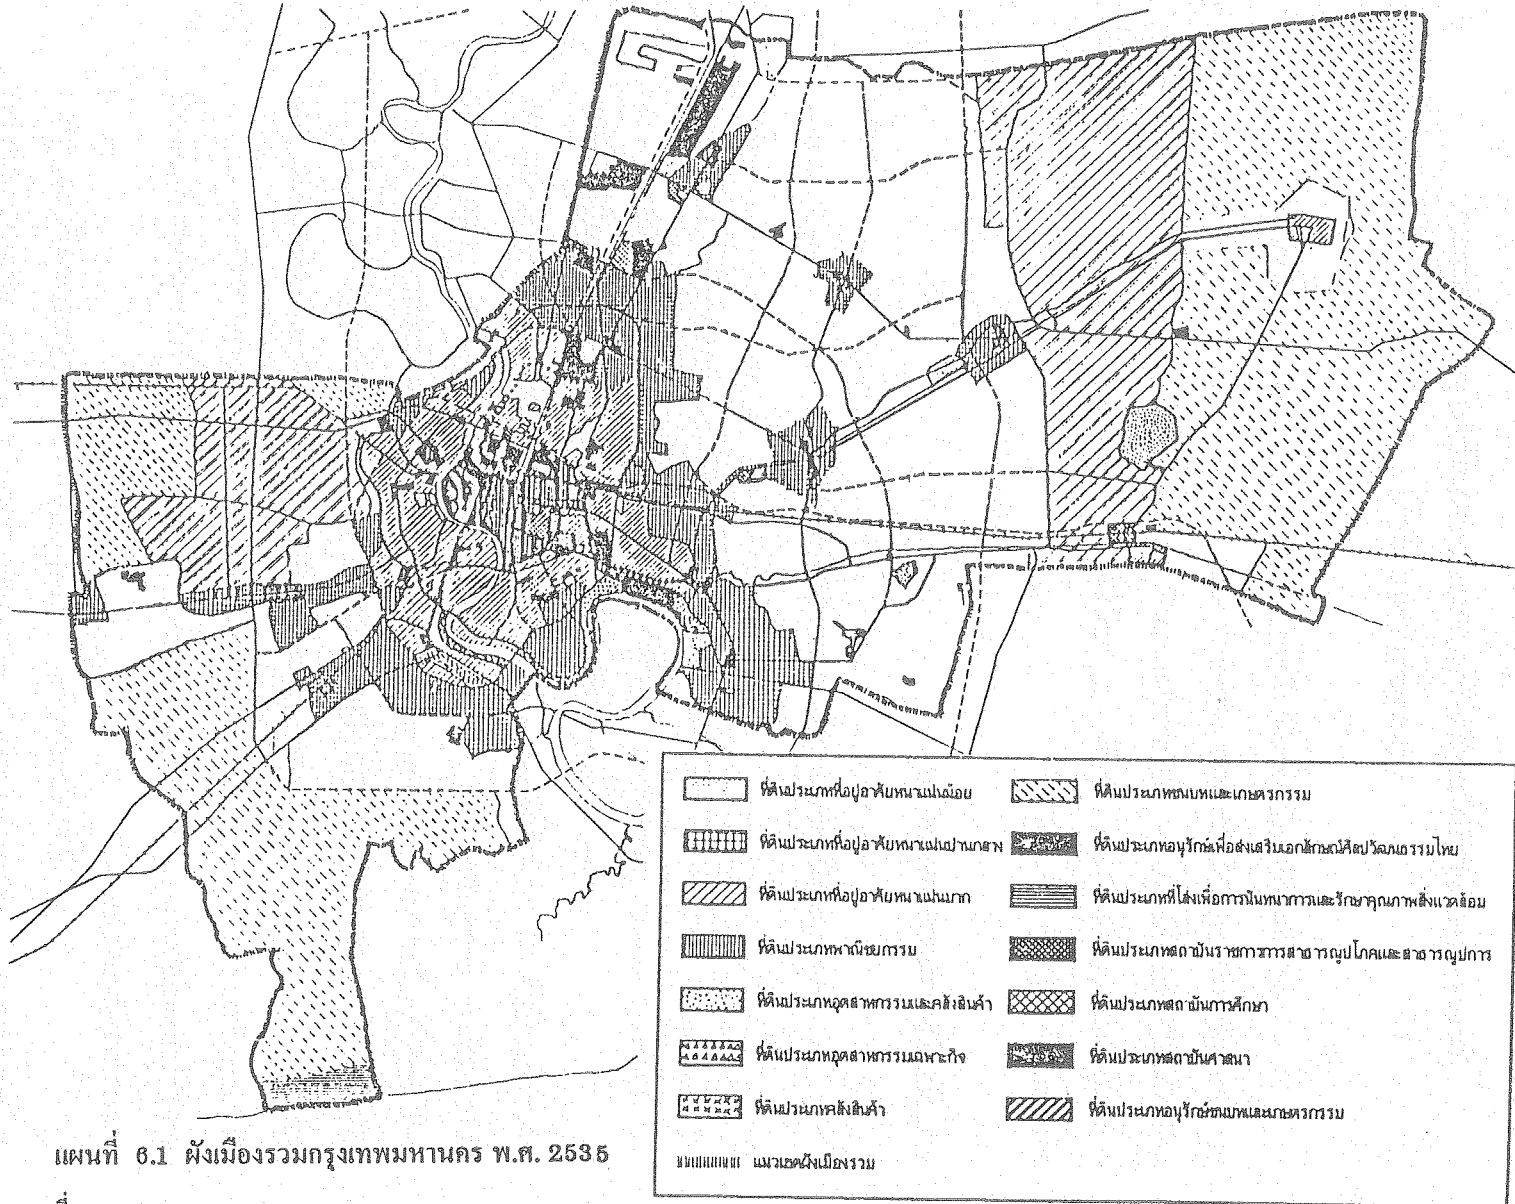 ที่ดินประเภทที่อยู่อาศัยหนาแน่นน้อย
ที่ดินประเภทที่อยู่อาศัยหนาแน่นปานกลาง
ที่ดินประเภทที่อยู่อาศัยหนาแน่นมาก
ที่ดินประเภทพาณิชยกรรม
ที่ดินประเภทอุตสาหกรรมและคลังสินค้า
ที่ดินประเภทอุตสาหกรรมเฉพาะกิจ
ที่ดินประเภทคลังสินค้า
แนวเขตผังเมืองรวม
ที่ดินประเภทชนบทและเกษตรกรรม
ที่ดินประเภทอนุรักษ์เพื่อส่งเสริมเอกลักษณ์ศิลปวัฒนธรรมไทย
ที่ดินประเภทที่โล่งเพื่อการนันทนาการและรักษาคุณภาพสิ่งแวดล้อม
ที่ดินประเภทสถาบันราชการการสาธารณูปโภคและสาธารณูปการ
ที่ดินประเภทสถาบันการศึกษา
ที่ดินประเภทสถาบันศาสนา
ที่ดินประเภทอนุรักษ์ชนบทและเกษตรกรรม
แผนที่ 6.1 ผังเมืองรวมกรุงเทพมหานคร พ.ศ. 2535